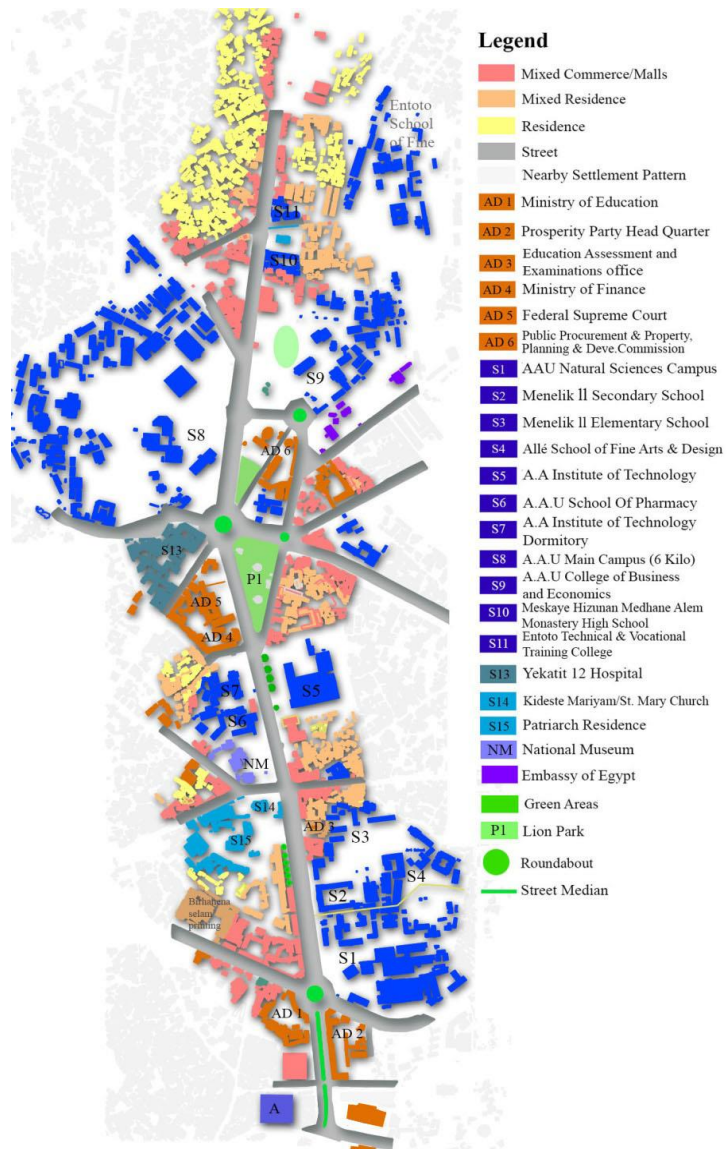 Entoto
School
of Fine
S11
S10
S9
S8
AD 6
S13
P1
AD 5
AD 4
S7
S5
S6
NM
S14
AD 3
S3
S15
S4
S2
Birhanena
selam
printing
S1
AD 1
AD 2
A
Legend
Mixed Commerce/Malls
Mixed Residence
Residence
Street
Nearby Settlement Pattern
AD 1 Ministry of Education
AD 2 Prosperity Party Head Quarter
AD 3 Education Assessment and
Examinations office
AD 4 Ministry of Finance
AD 5 Federal Supreme Court
AD 6 Public Procurement & Property,
Planning & Deve.Commission
S1 AAU Natural Sciences Campus
S2 Menelik ll Secondary School
S3 Menelik ll Elementary School
S4 Allé School of Fine Arts & Design
S5 A.A Institute of Technology
S6 A.A.U School Of Pharmacy
S7 A.A Institute of Technology
Dormitory
S8 A.A.U Main Campus (6 Kilo)
S9 A.A.U College of Business
and Economics
S10 Meskaye Hizunan Medhane Alem
Monastery High School
S11 Entoto Technical & Vocational
Training College
S13 Yekatit 12 Hospital
S14 Kideste Mariyam/St. Mary Church
S15 Patriarch Residence
NM National Museum
Embassy of Egypt
Green Areas
P1 Lion Park
Roundabout
Street Median